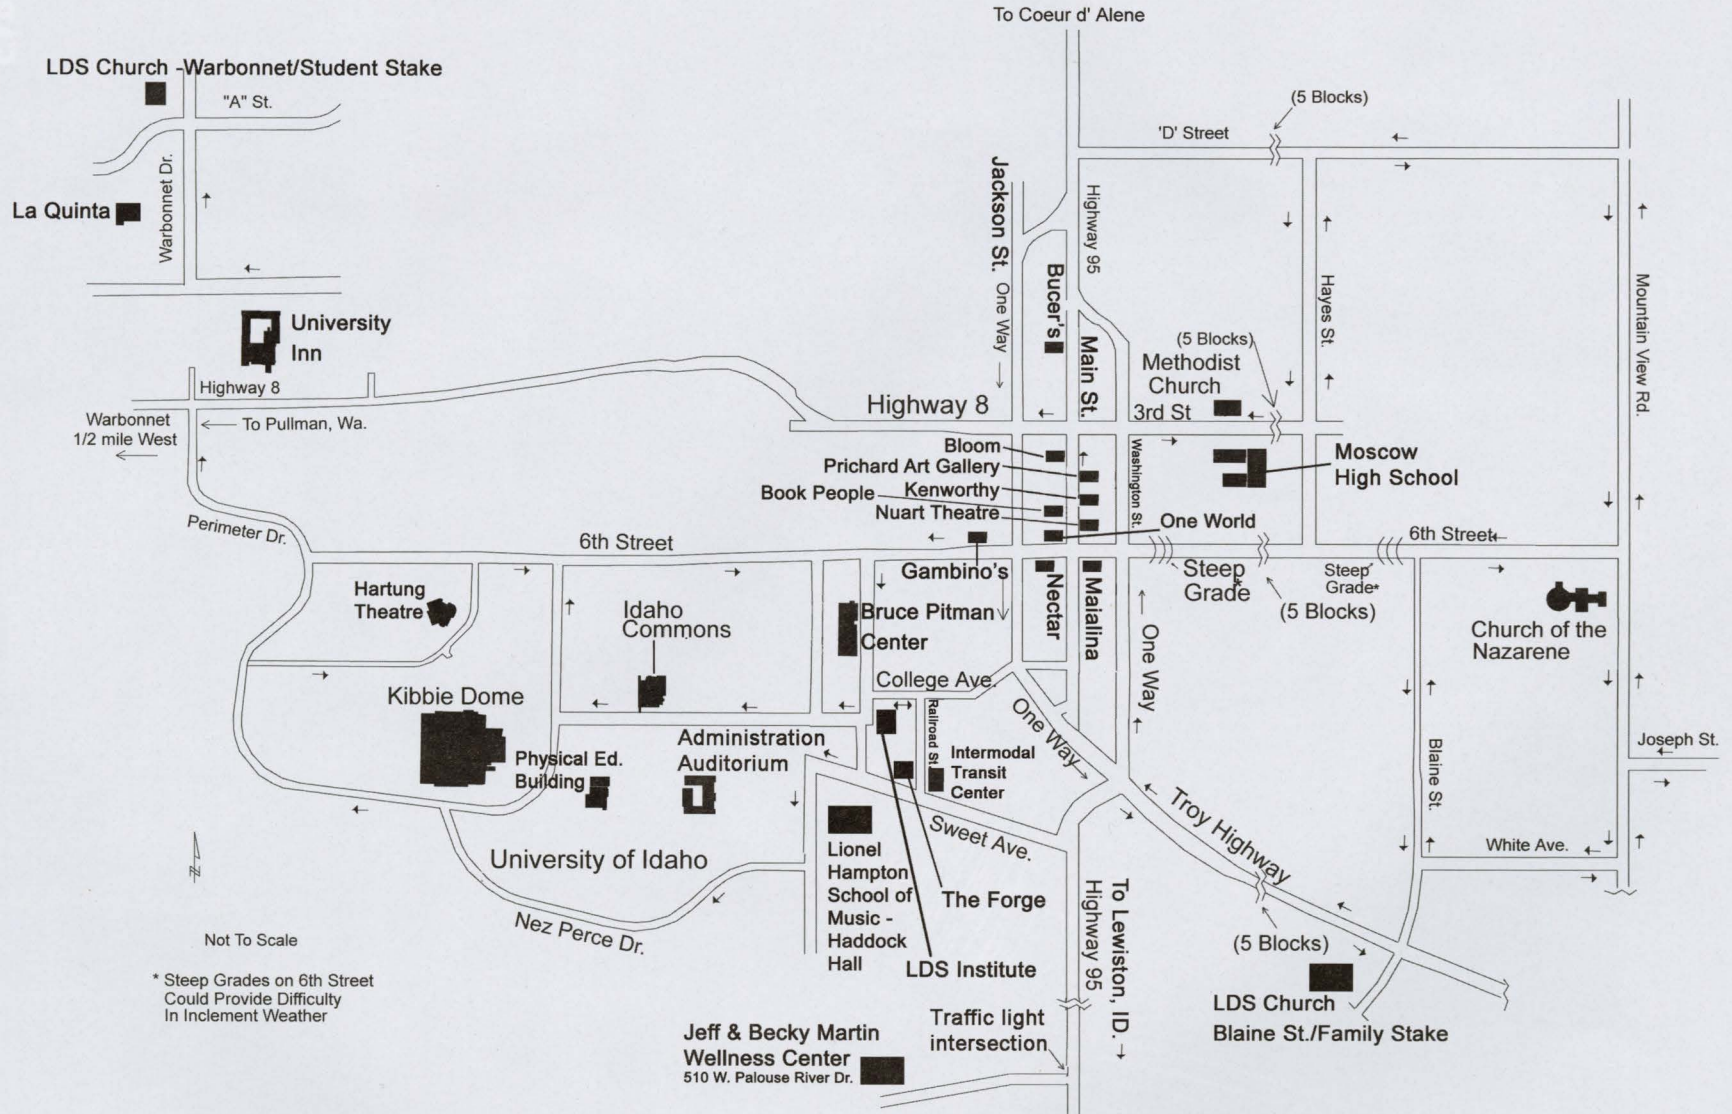 To Coeur d' Alene
LDS Church -Warbonnet/Student Stake
"A" St.
(5 Blocks)
'D' Street
Warbonnet Dr.
La Quinta
Jackson St.
One Way
Highway 95
Bucer's
Main St.
Hayes St.
Mountain View Rd.
University
Inn
(5 Blocks)
Methodist
Church
Highway 8
Highway 8
3rd St
Warbonnet
1/2 mile West
To Pullman, Wa.
Bloom
Prichard Art Gallery
Kenworthy
Book People
Nuart Theatre
Washington St.
Moscow
High School
One World
Perimeter Dr.
6th Street
6th Street
Gambino's
Nectar
Maialina
Steep
Grade*
Steep*
Grade*
(5 Blocks)
Hartung
Theatre
Idaho
Commons
Bruce Pitman
Center
One Way
Church of the
Nazarene
College Ave.
Kibbie Dome
Railroad St.
One Way
Administration
Auditorium
Physical Ed.
Building
Intermodal
Transit
Center
Joseph St.
Blaine St.
Troy Highway
Sweet Ave.
White Ave.
University of Idaho
Lionel
Hampton
School of
Music -
Haddock
Hall
The Forge
LDS Institute
To Lewiston, ID.
Highway 95
Nez Perce Dr.
(5 Blocks)
N
Not To Scale
* Steep Grades on 6th Street
Could Provide Difficulty
In Inclement Weather
LDS Church
Blaine St./Family Stake
Traffic light
intersection
Jeff & Becky Martin
Wellness Center
510 W. Palouse River Dr.